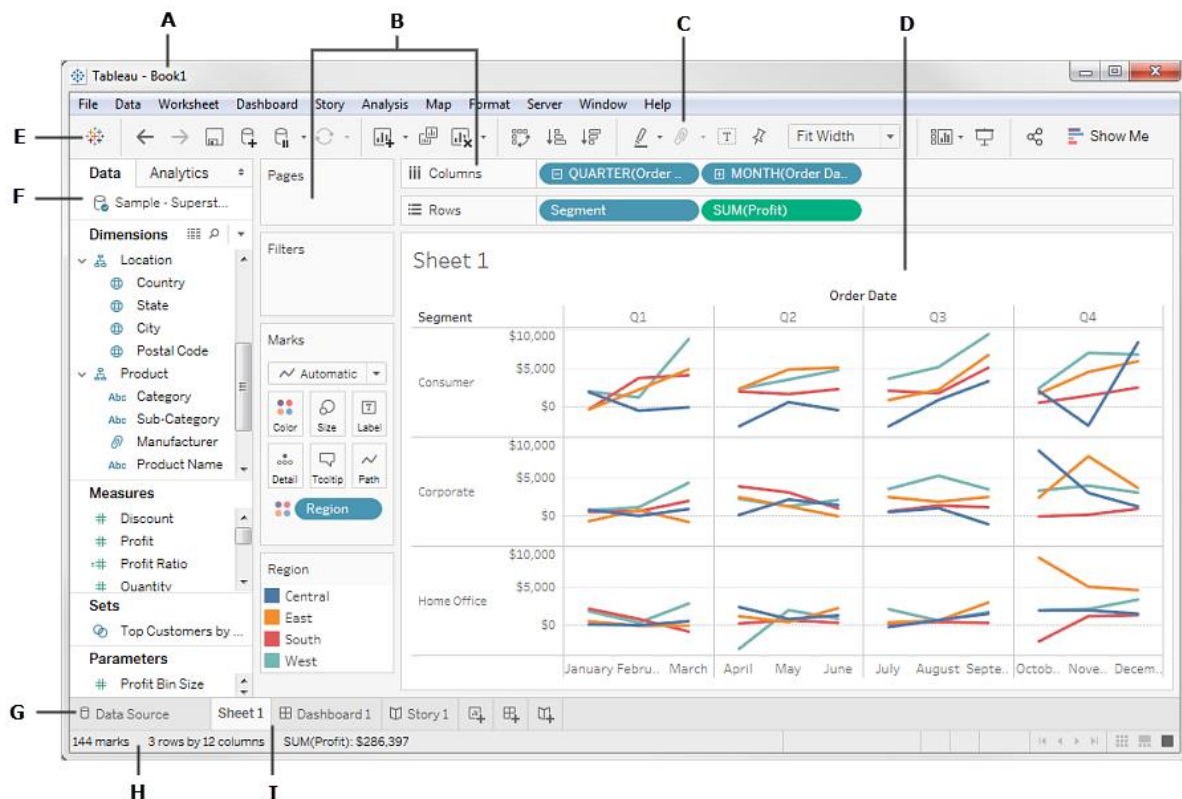 A
B
C
D
Tableau - Book1
File Data Worksheet Dashboard Story Analysis Map Format Server Window Help
E
Fit Width
Show Me
Data Analytics
Pages
Columns
QUARTER(Order ..
MONTH(Order Da..
F
Sample - Superst...
Rows
Segment
SUM(Profit)
Dimensions
Location
Country
State
City
Postal Code
Product
Abc Category
Abc Sub-Category
Manufacturer
Abc Product Name
Measures
# Discount
# Profit
=# Profit Ratio
# Quantity
Sets
Top Customers by ...
Parameters
# Profit Bin Size
Filters
Marks
Automatic
Color Size Label
Detail Tooltip Path
Region
Region
Central
East
South
West
Sheet 1
Order Date
Segment Q1 Q2 Q3 Q4
Consumer
$10,000
$5,000
$0
Corporate
$10,000
$5,000
$0
Home Office
$10,000
$5,000
$0
January Febru.. March April May June July August Septe.. Octob.. Nove.. Decem..
G
Data Source
Sheet 1
Dashboard 1
Story 1
144 marks 3 rows by 12 columns SUM(Profit): $286,397
H
I